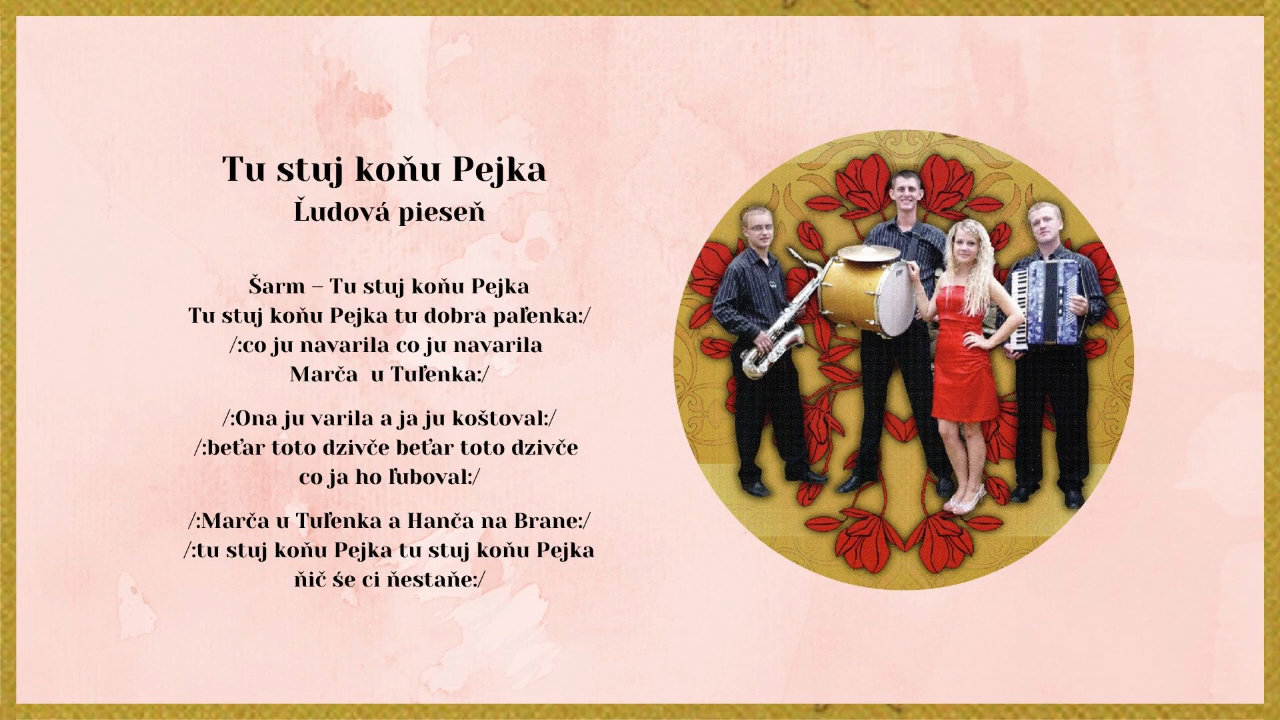 Tu stuj koňu Pejka
Ľudová pieseň
Šarm – Tu stuj koňu Pejka
Tu stuj koňu Pejka tu dobra paľenka:/
/:co ju navarila co ju navarila
Marča u Tuľenka:/
/:Ona ju varila a ja ju koštoval:/
/:beťar toto dzivče beťar toto dzivče
co ja ho ľuboval:/
/:Marča u Tuľenka a Hanča na Brane:/
/:tu stuj koňu Pejka tu stuj koňu Pejka
ňič śe ci ňestaňe:/